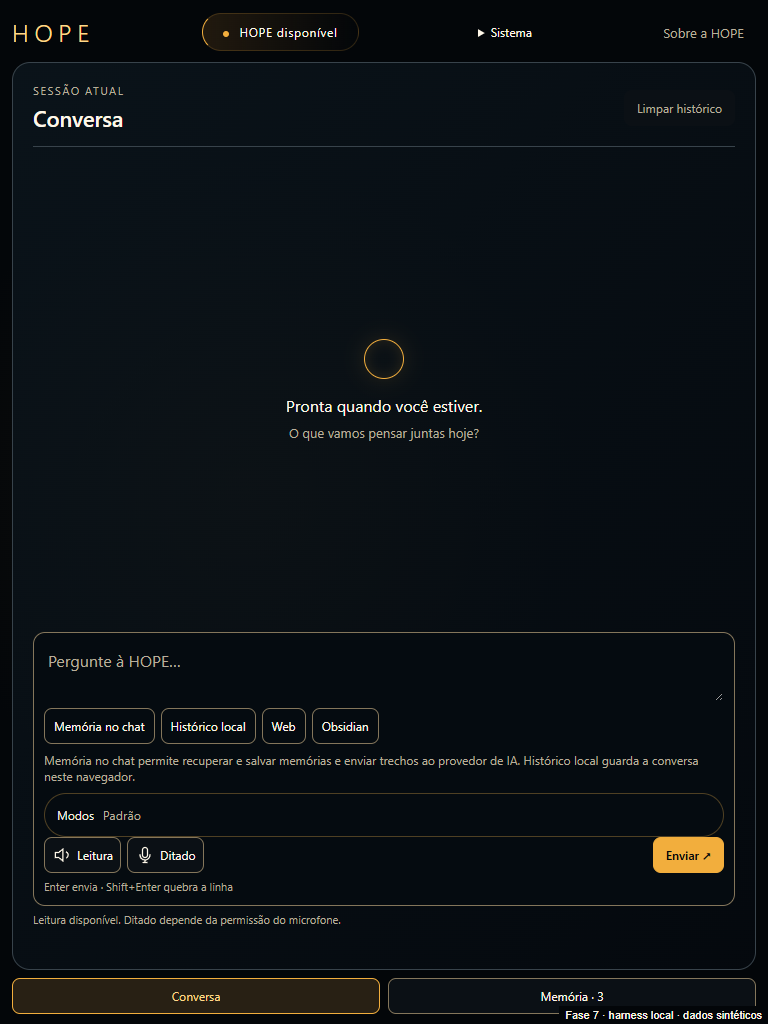 HOPE
HOPE disponível
Sistema
Sobre a HOPE
SESSÃO ATUAL
Conversa
Limpar histórico
Pronta quando você estiver.
O que vamos pensar juntas hoje?
Pergunte à HOPE...
Memória no chat
Histórico local
Web
Obsidian
Memória no chat permite recuperar e salvar memórias e enviar trechos ao provedor de IA. Histórico local guarda a conversa
neste navegador.
Modos Padrão
Leitura
Ditado
Enviar ↗
Enter envia · Shift+Enter quebra a linha
Leitura disponível. Ditado depende da permissão do microfone.
Conversa
Memória · 3
Fase 7 · harness local · dados sintéticos